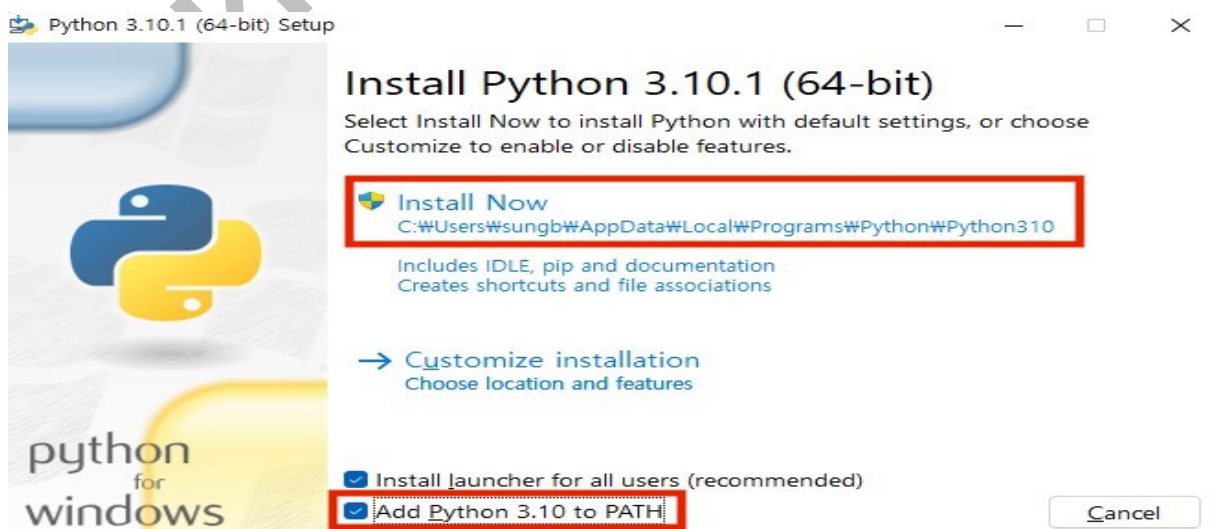 Python 3.10.1 (64-bit) Setup
Install Python 3.10.1 (64-bit)
Select Install Now to install Python with default settings, or choose
Customize to enable or disable features.
Install Now
C:₩Users₩sungb₩AppData₩Local₩Programs₩Python₩Python310
Includes IDLE, pip and documentation
Creates shortcuts and file associations
Customize installation
Choose location and features
python
for
windows
Install launcher for all users (recommended)
Add Python 3.10 to PATH
Cancel